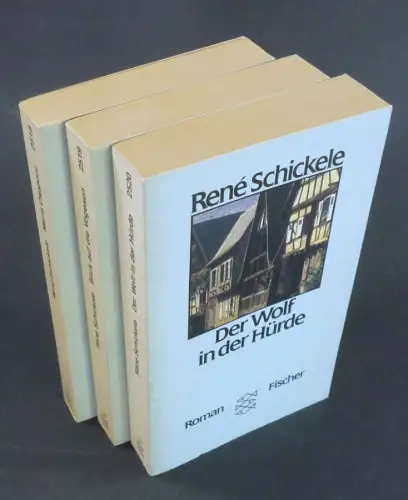 René Schickele
Der Wolf
in der Hürde
Roman
Fischer
René Schickele Der Wolf in der Hürde 2520
René Schickele Blick auf die Vogesen 2519